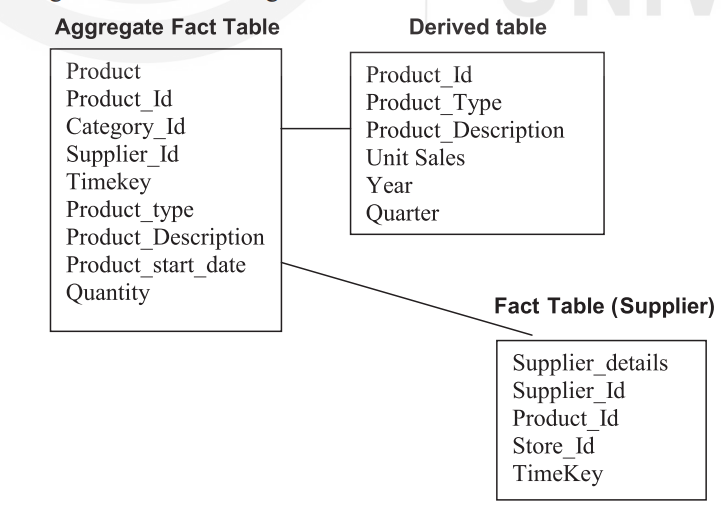 Aggregate Fact Table
Product
Product_Id
Category_Id
Supplier_Id
Timekey
Product_type
Product_Description
Product_start_date
Quantity
Derived table
Product_Id
Product_Type
Product_Description
Unit Sales
Year
Quarter
Fact Table (Supplier)
Supplier_details
Supplier_Id
Product_Id
Store_Id
TimeKey